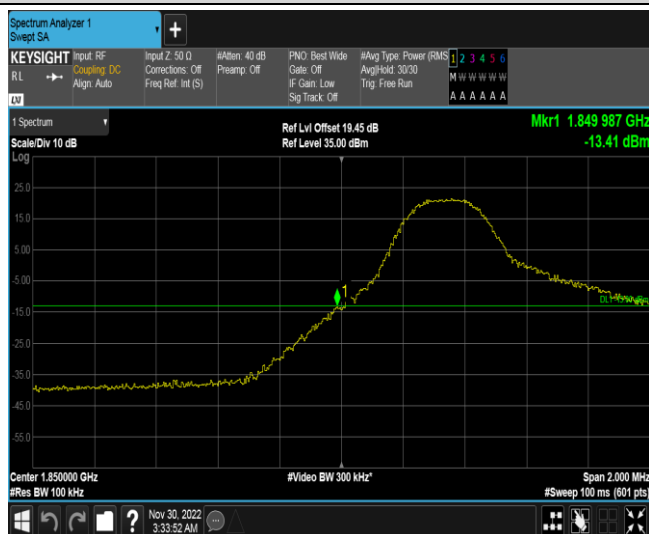 Spectrum Analyzer 1
Swept SA
KEYSIGHT
RL
Input: RF
Coupling: DC
Align: Auto
Input Z: 50 Ω
Corrections: Off
Freq Ref: Int (S)
#Atten: 40 dB
Preamp: Off
PNO: Best Wide
Gate: Off
IF Gain: Low
Sig Track: Off
#Avg Type: Power (RMS
Avg|Hold: 30/30
Trig: Free Run
1 2 3 4 5 6
M W W W W W
A A A A A A
1 Spectrum
Scale/Div 10 dB
Log
Ref Lvl Offset 19.45 dB
Ref Level 35.00 dBm
Mkr1 1.849 987 GHz
-13.41 dBm
25.0
15.0
5.00
-5.00
-15.0
-25.0
-35.0
-45.0
-55.0
1
Center 1.850000 GHz
#Res BW 100 kHz
#Video BW 300 kHz*
Span 2.000 MHz
#Sweep 100 ms (601 pts)
Nov 30, 2022
3:33:52 AM